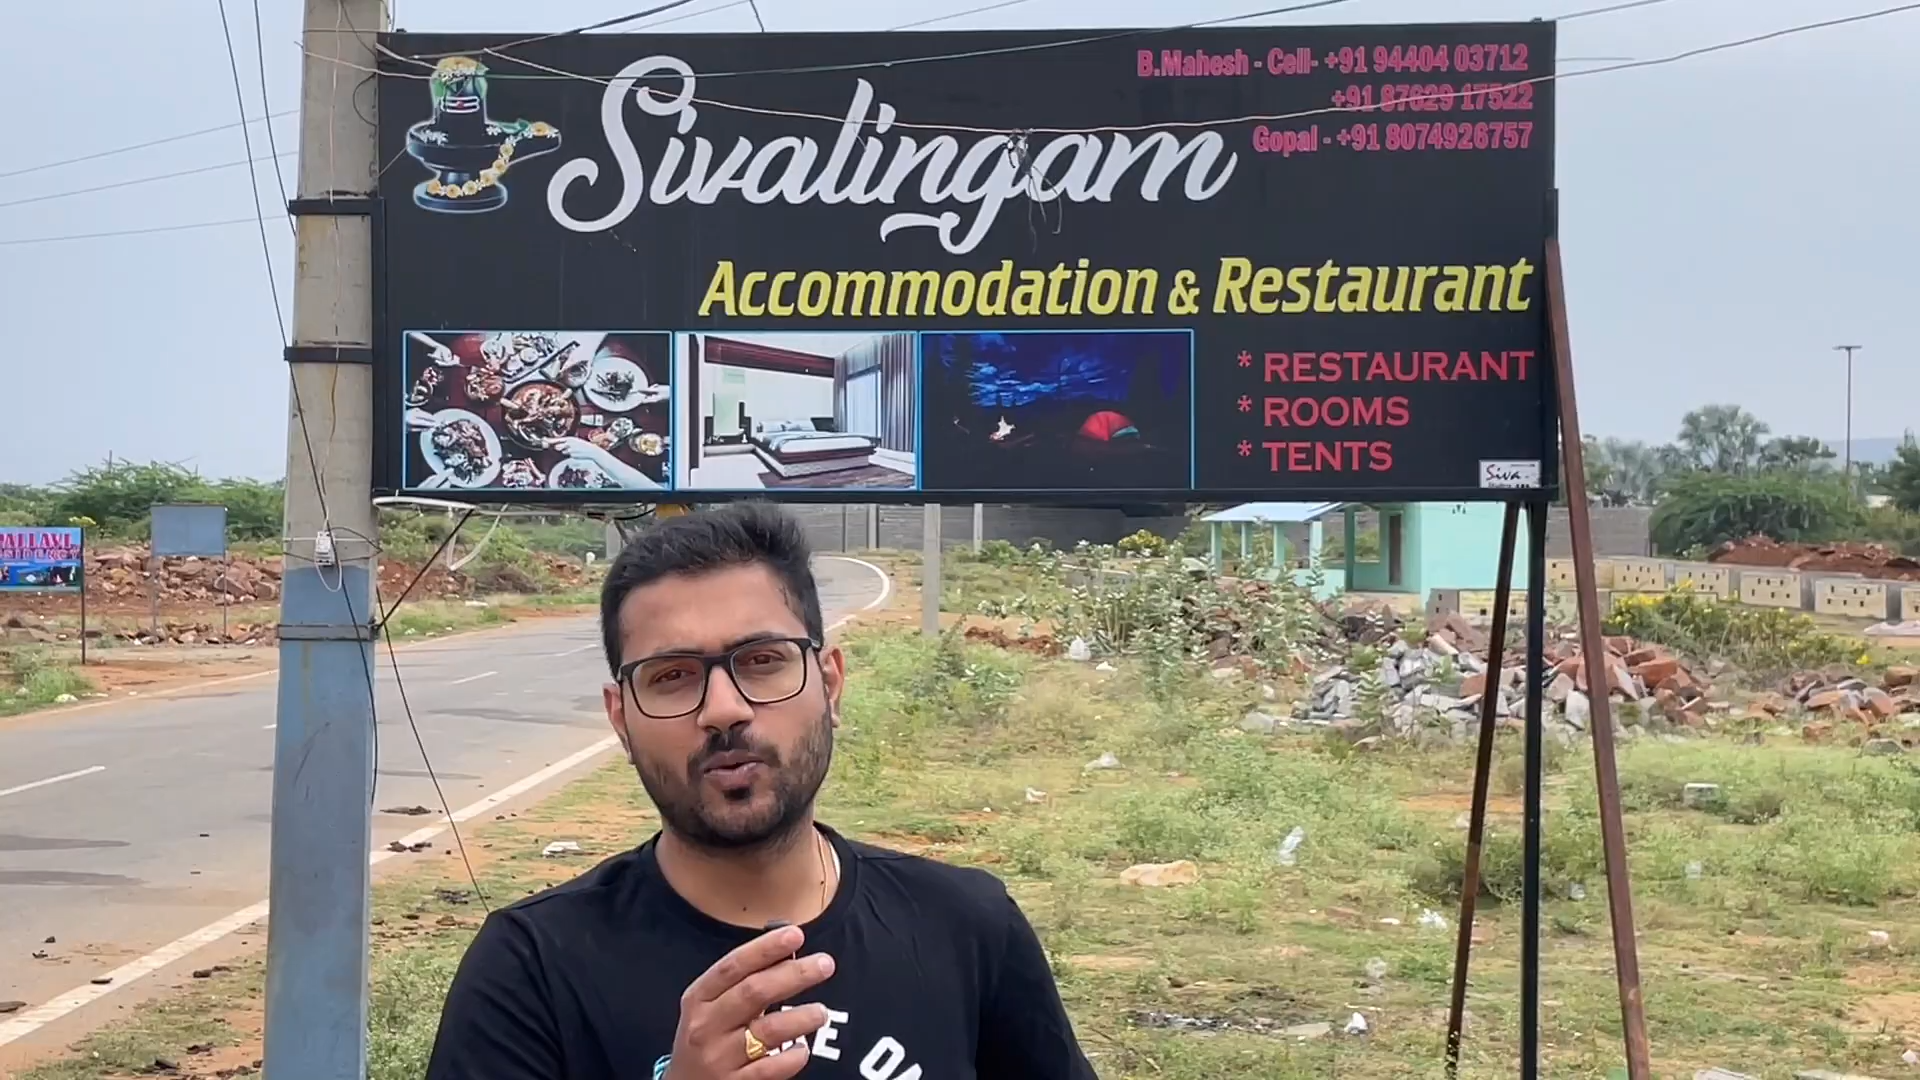 B.Mahesh - Cell- +91 94404 03712
+91 87629 17522
Gopal - +91 8074926757
Sivalingam
Accommodation & Restaurant
* RESTAURANT
* ROOMS
* TENTS
Siva